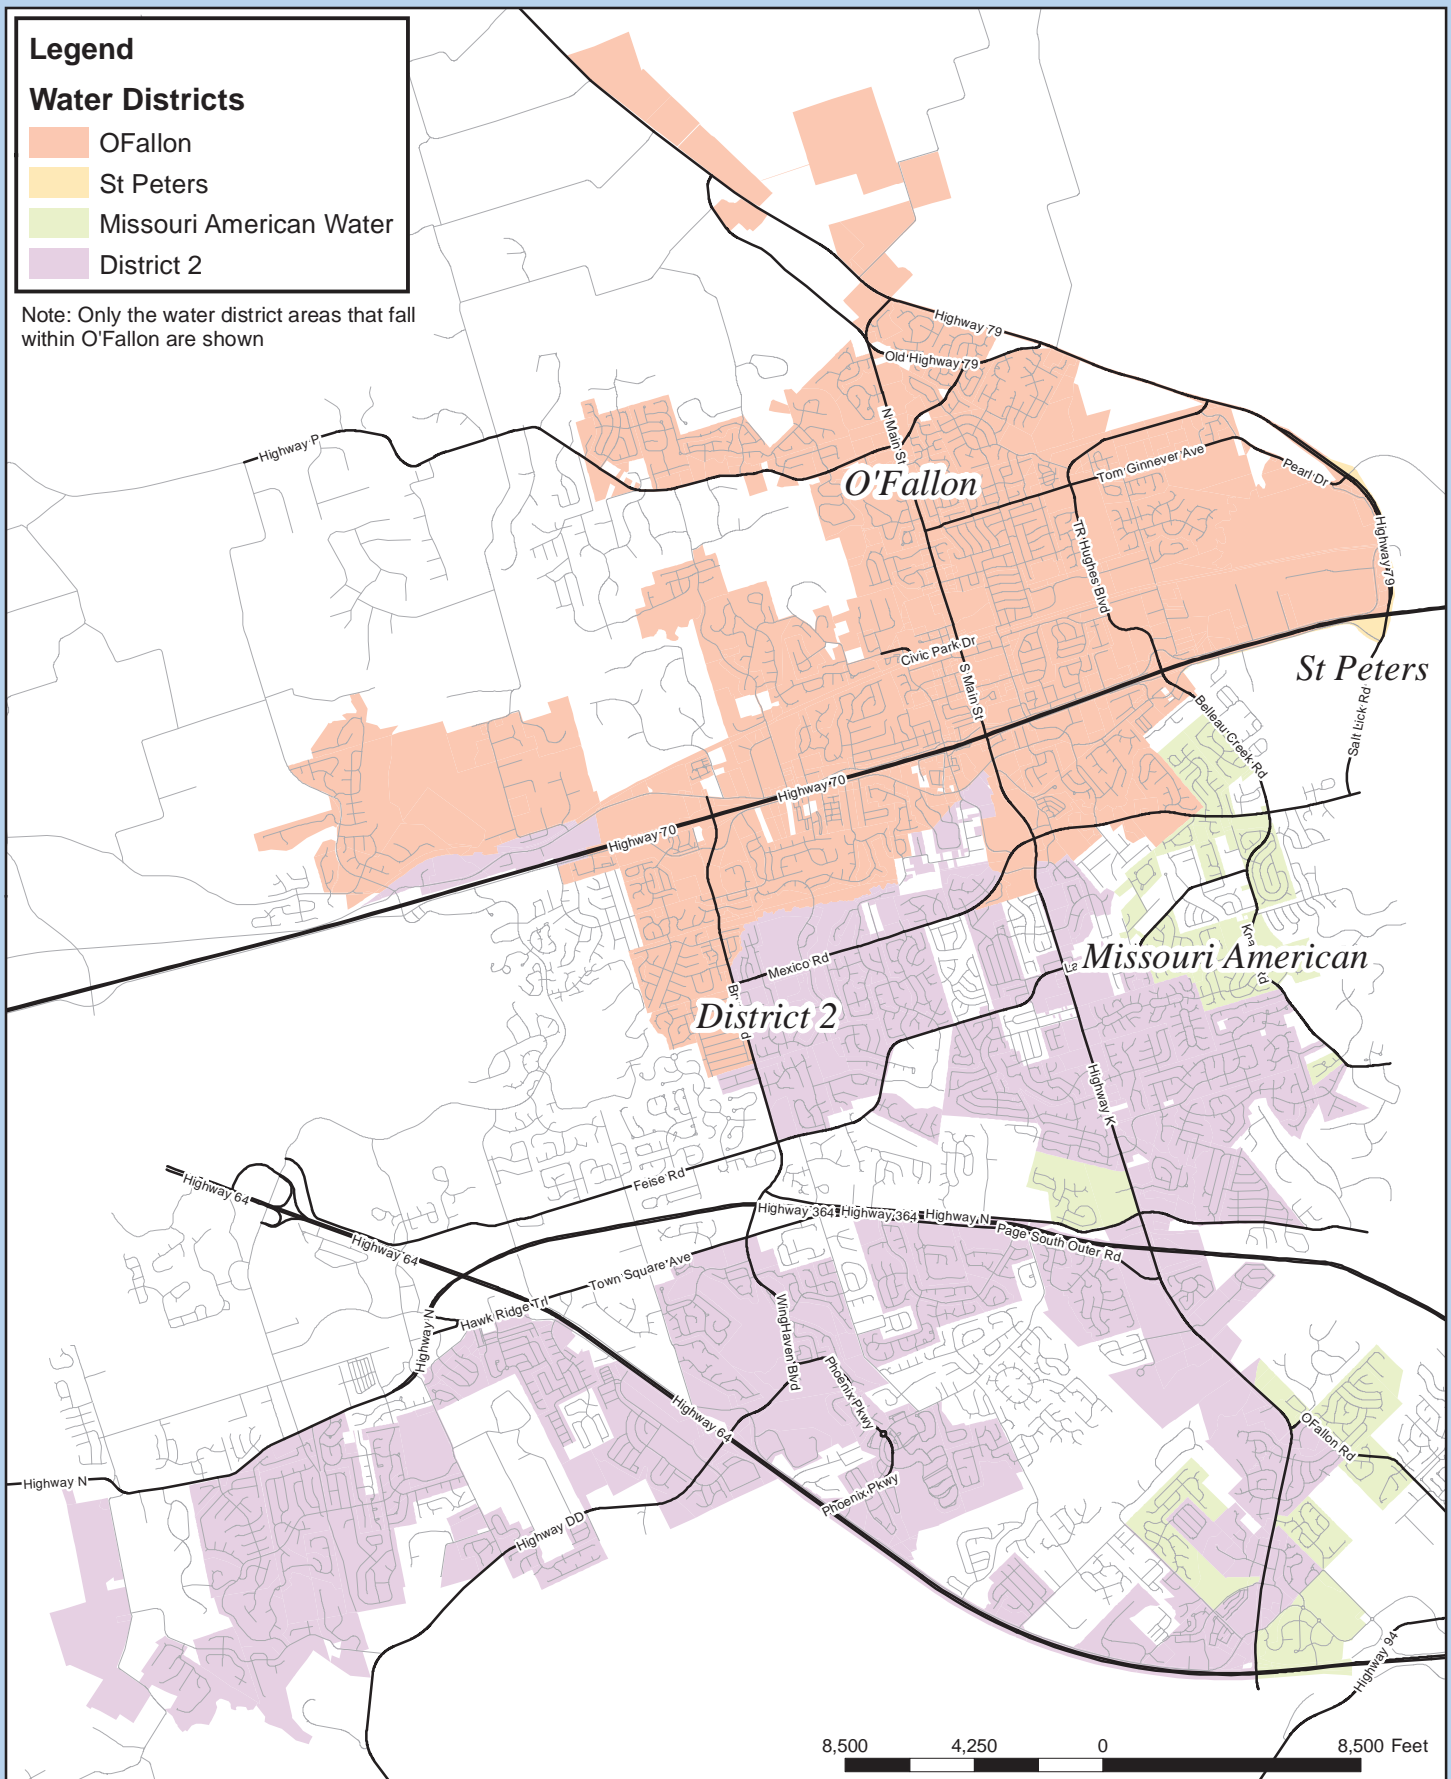 Legend
Water Districts
OFallon
St Peters
Missouri American Water
District 2
Note: Only the water district areas that fall
within O'Fallon are shown
Highway 79
Old Highway 79
N Main St
Highway P
O'Fallon
Tom Ginnever Ave
Pearl Dr
TR Hughes Blvd
Highway 79
Civic Park Dr
S Main St
St Peters
Belleau Creek Rd
Salt Lick Rd
Highway 70
Highway 70
Mexico Rd
Missouri American
District 2
Highway K
Feise Rd
Highway 64
Highway 364
Highway 364
Highway N
Page South Outer Rd
Highway 64
Town Square Ave
Hawk Ridge Trl
Highway N
WingHaven Blvd
Phoenix Pkwy
Highway 64
OFallon Rd
Highway N
Phoenix Pkwy
Highway DD
Highway 94
8,500 4,250 0 8,500 Feet